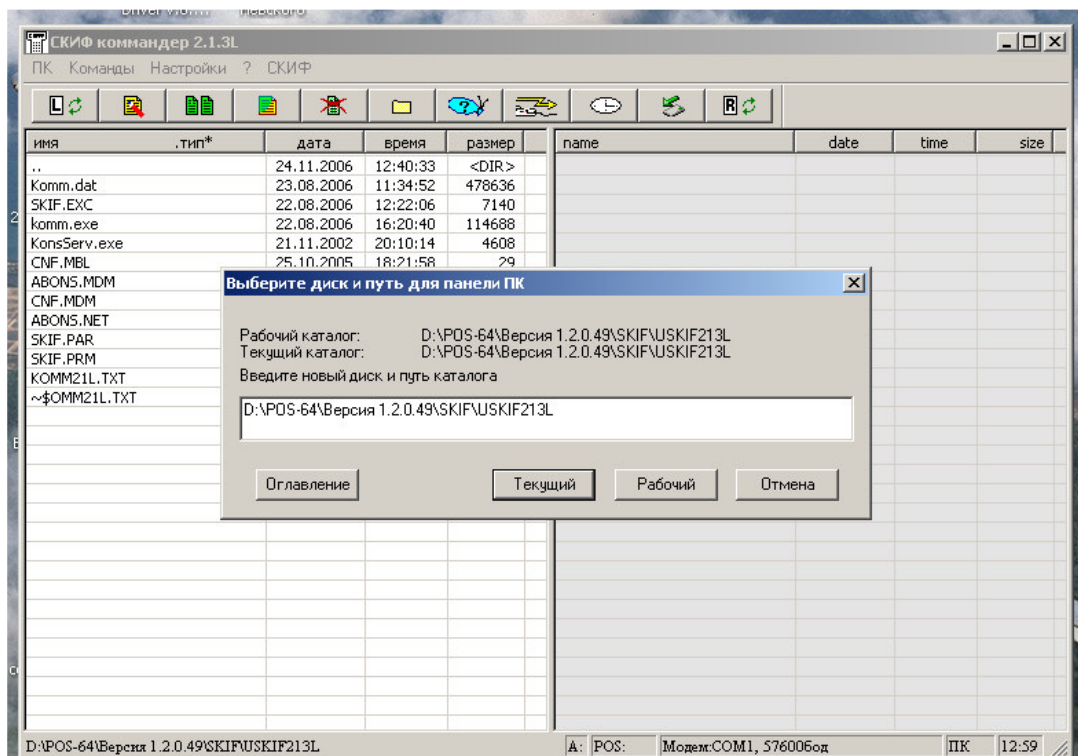 СКИФ коммандер 2.1.3L
ПК Команды Настройки ? СКИФ
L R
имя .тип* дата время размер name date time size
.. 24.11.2006 12:40:33 <DIR>
Komm.dat 23.08.2006 11:34:52 478636
SKIF.EXC 22.08.2006 12:22:06 7140
komm.exe 22.08.2006 16:20:40 114688
KonsServ.exe 21.11.2002 20:10:14 4608
CNF.MBL 25.10.2005 18:21:58 29
ABONS.MDM
CNF.MDM
ABONS.NET
SKIF.PAR
SKIF.PRM
KOMM21L.TXT
~$OMM21L.TXT
Выберите диск и путь для панели ПК
Рабочий каталог: D:\POS-64\Версия 1.2.0.49\SKIF\USKIF213L
Текущий каталог: D:\POS-64\Версия 1.2.0.49\SKIF\USKIF213L
Введите новый диск и путь каталога
D:\POS-64\Версия 1.2.0.49\SKIF\USKIF213L
Оглавление Текущий Рабочий Отмена
D:\POS-64\Версия 1.2.0.49\SKIF\USKIF213L A: POS: Модем:COM1, 57600бод ПК 12:59